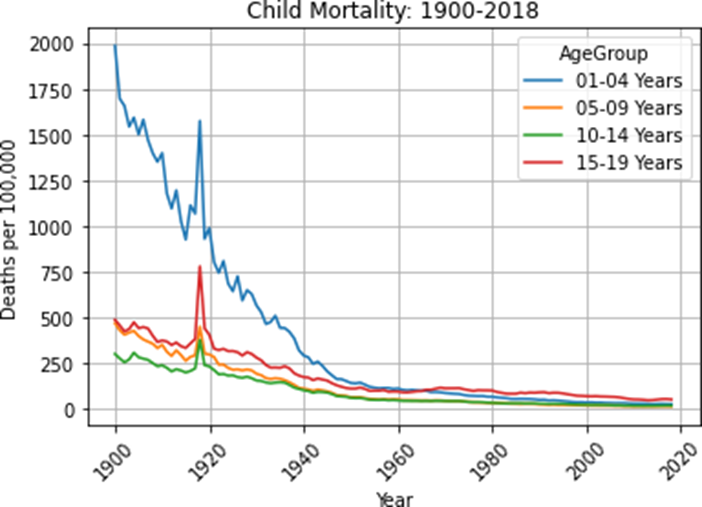 Child Mortality: 1900-2018
2000
1750
1500
1250
1000
750
500
250
0
Deaths per 100,000
AgeGroup
01-04 Years
05-09 Years
10-14 Years
15-19 Years
1900
1920
1940
1960
1980
2000
2020
Year